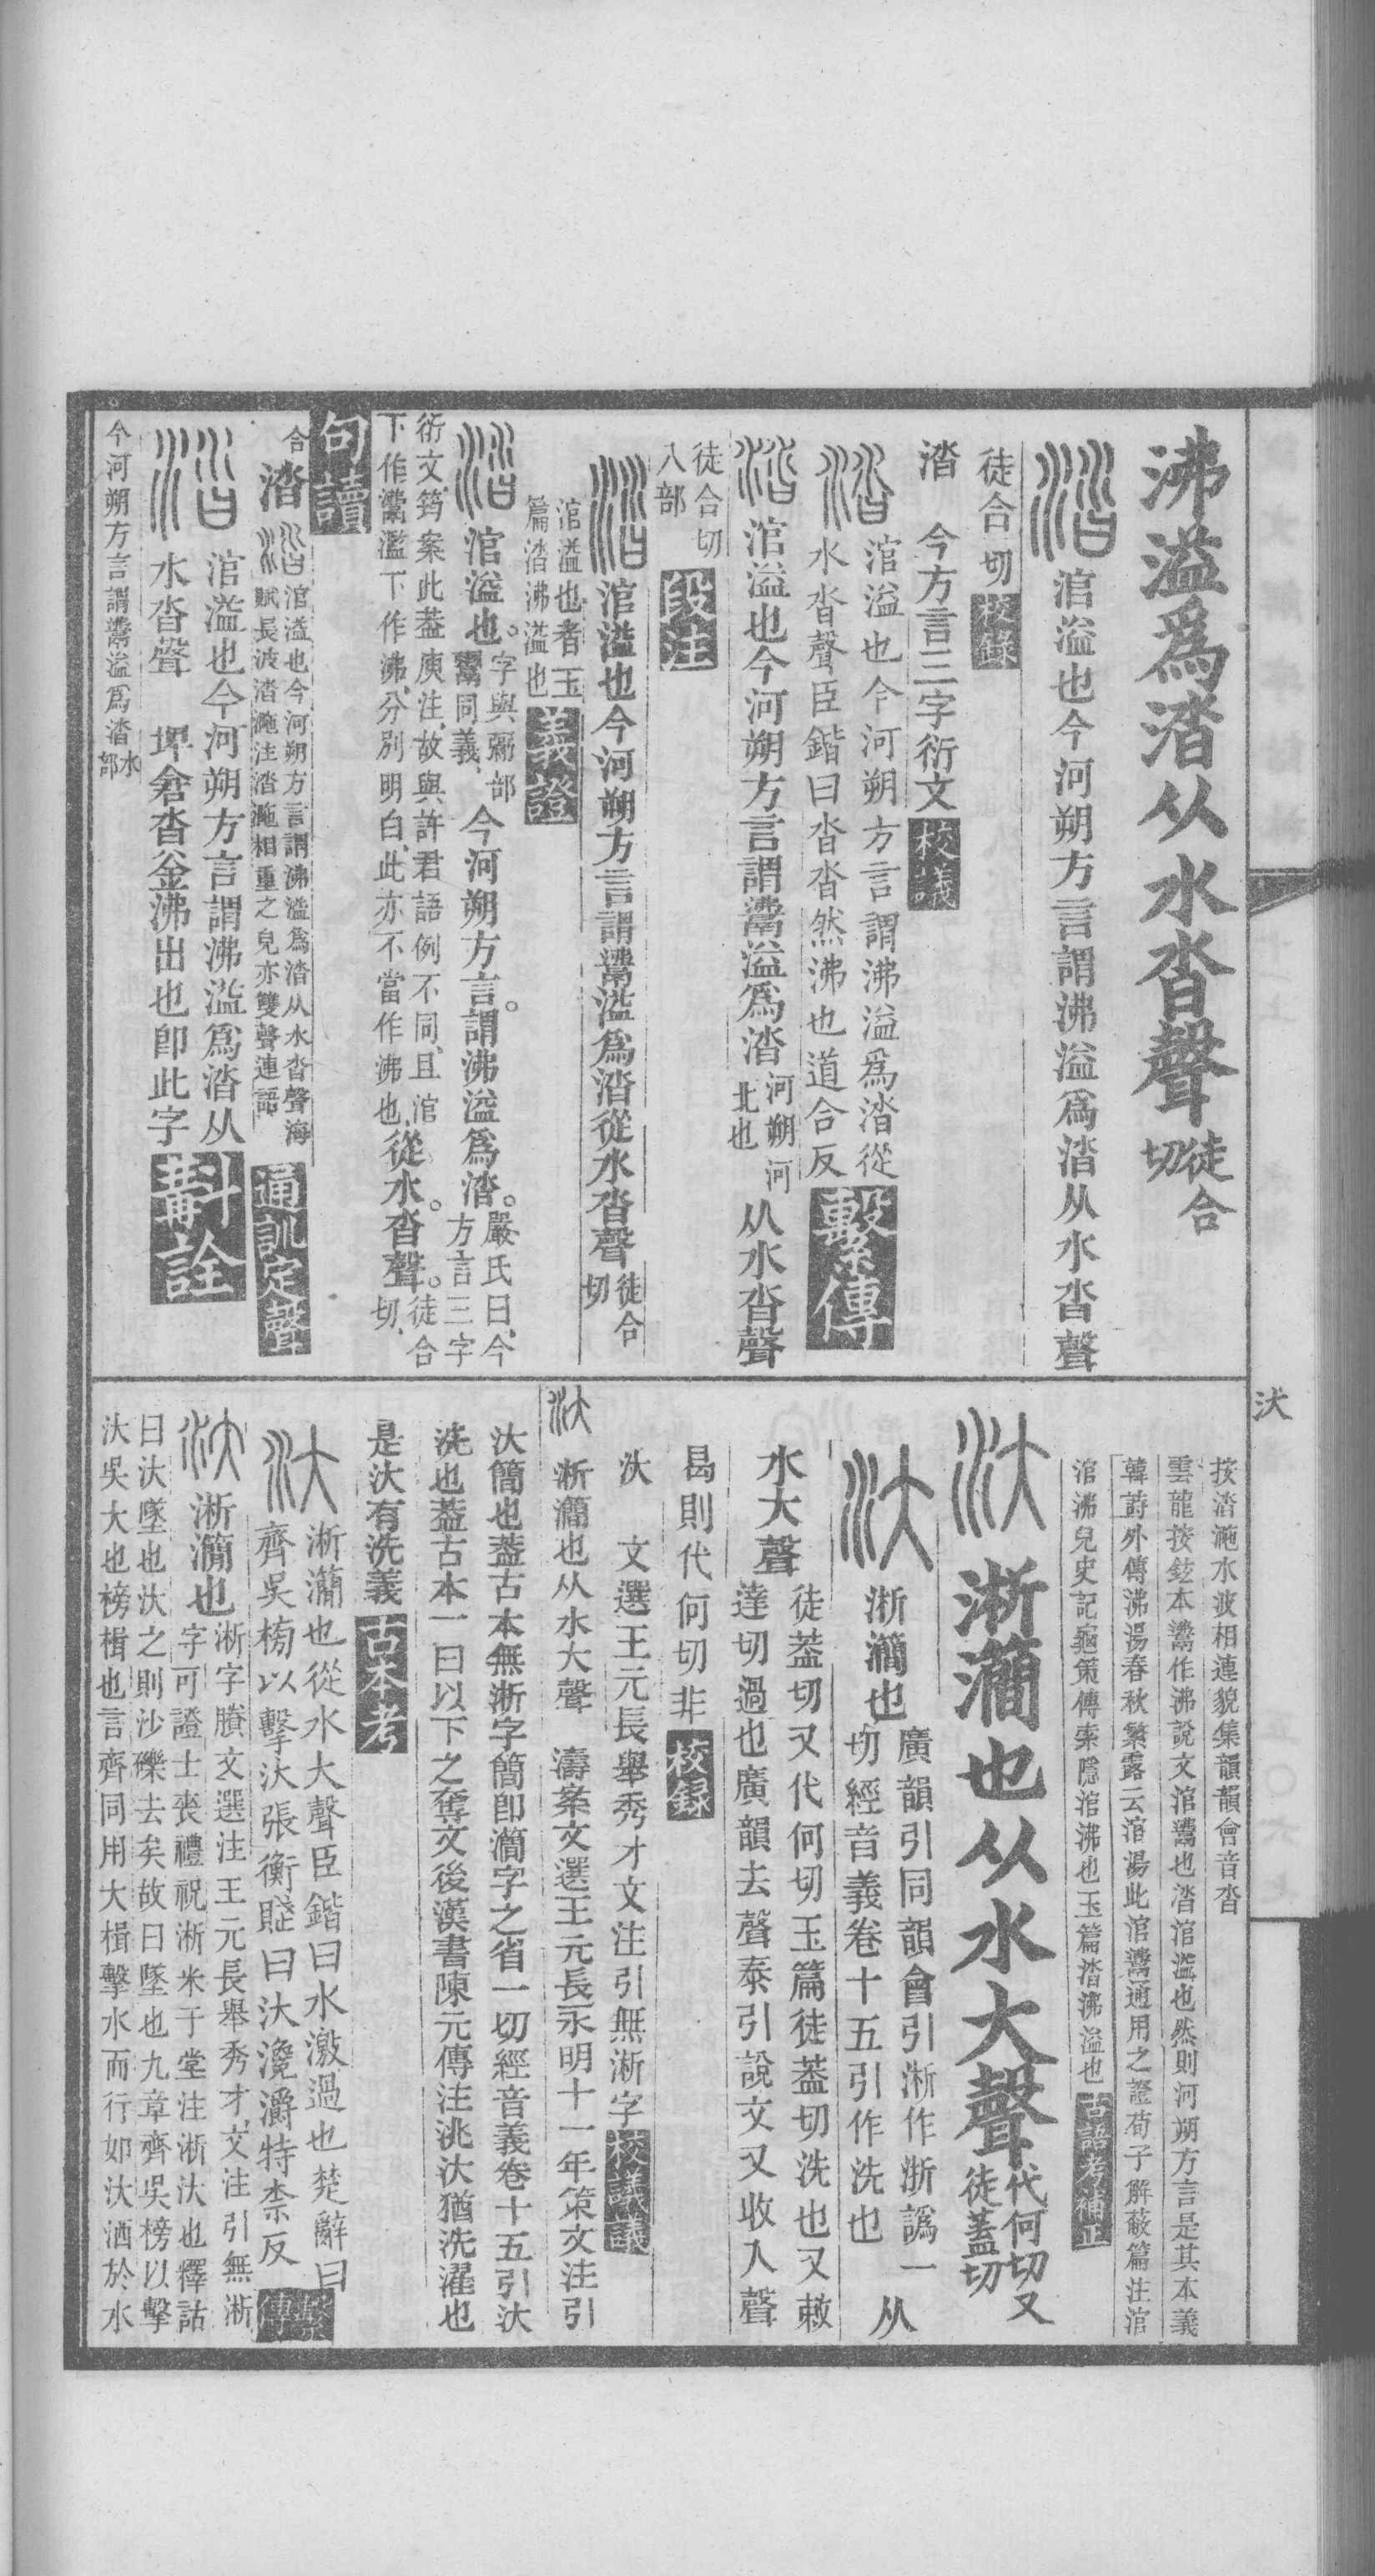 沸溢爲涾从水沓聲徒合切
涫溢也今河朔方言謂沸溢爲涾从水沓聲
徒合切
涾　今方言三字衍文校議
涫溢也今河朔方言謂沸溢爲涾從
水沓聲臣鍇曰沓沓然沸也道合反繫傳
涫溢也今河朔方言謂灊溢爲涾河朔河北也从水沓聲
徒合切
八部段注
涫溢也今河朔方言謂灊溢爲涾從水沓聲徒合切
涫溢也者玉
篇涾沸溢也義證
涫溢也。字與彌部同義、今河朔方言。謂沸溢爲涾。嚴氏曰、今方言三字
衍文筠案此葢庾注、故與許君語例不同、且涫
下作灊濫下作沸、分別明白、此亦不當作沸也、從水。沓聲。徒合切、
句讀
合涾涫溢也今河朔方言謂沸溢爲涾从水沓聲海
賦長波涾㴷注涾㴷相重之皃亦雙聲連語通訓定聲
涫溢也今河朔方言謂沸溢爲涾从
水沓聲　埤倉沓釜沸出也卽此字斠詮
今河朔方言謂灊溢爲涾水部
汏
按涾㴷水波相連貌集韻韻會音沓
雲龍按鉉本灊作沸說文涫灊也涾涫溢也然則河朔方言是其本義
韓詩外傳沸湯春秋繁露云涫湯此涫灊通用之證荀子解蔽篇注涫
涫沸皃史記龜策傳索隱涫沸也玉篇涾沸溢也古語考補正
淅灡也从水大聲代何切又徒蓋切
淅灡也廣韻引同韻會引淅作浙譌一
切經音義卷十五引作洗也从
水大聲徒葢切又代何切玉篇徒葢切洗也又敕
達切過也廣韻去聲泰引說文又收入聲
曷則代何切非校錄
汏　文選王元長舉秀才文注引無淅字校議議
淅灡也从水大聲　濤案文選王元長永明十一年策文注引
汏簡也葢古本無淅字簡卽灡字之省一切經音義卷十五引汏
洗也葢古本一曰以下之奪文後漢書陳元傳注洮汏猶洗濯也
是汏有洗義古本考
淅灡也從水大聲臣鍇曰水激過也楚辭曰
齊吳榜以擊汏張衡賦曰汏瀺灂特柰反繫傳
淅灡也淅字賸文選注王元長舉秀才文注引無淅
字可證士喪禮祝淅米于堂注淅汏也釋詁
曰汏墜也汏之則沙礫去矣故曰墜也九章齊吳榜以擊
汏吳大也榜楫也言齊同用大楫擊水而行如汏洒於水